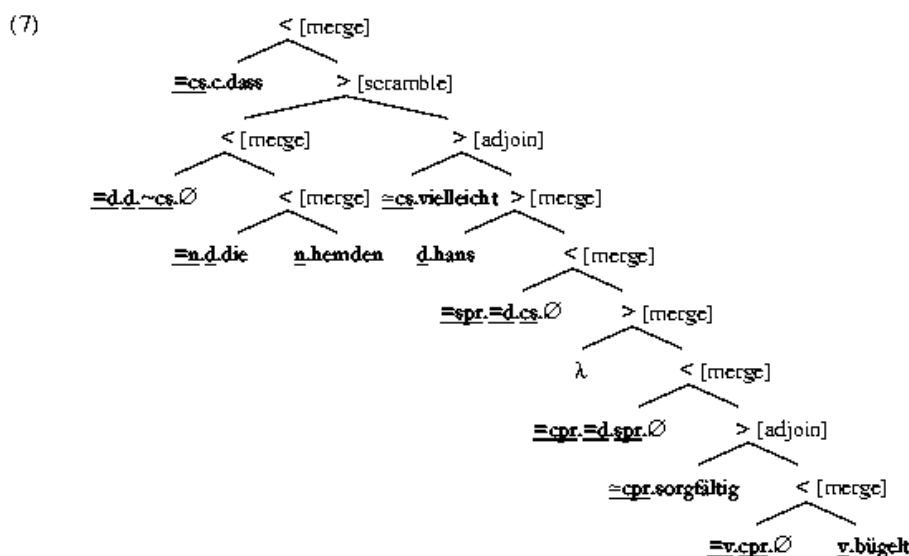 (7)
< [merge]
=cs.c.dass > [scramble]
< [merge] > [adjoin]
=d.d.~cs.∅ < [merge] ≃cs.vielleicht > [merge]
=n.d.die n.hemden d.hans < [merge]
=spr.=d.cs.∅ > [merge]
λ < [merge]
=cpr.=d.spr.∅ > [adjoin]
≃cpr.sorgfältig < [merge]
=v.cpr.∅ v.bügelt